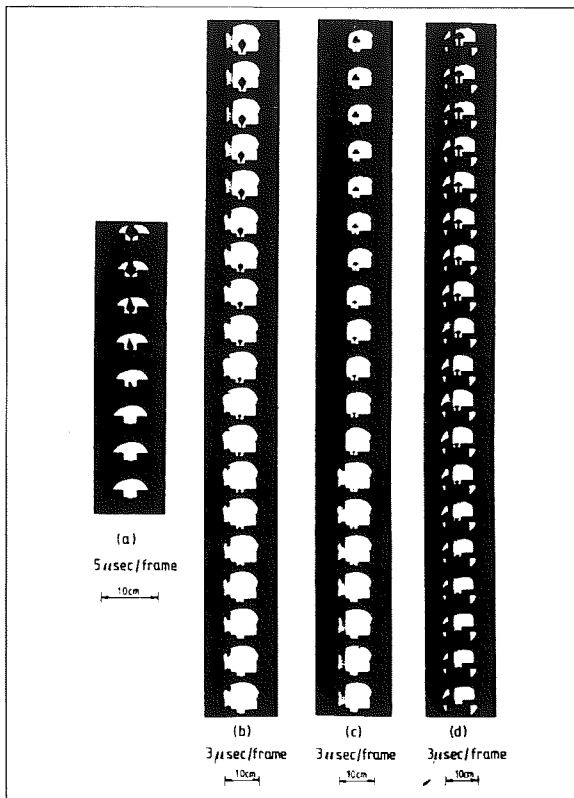 (a)
5 μsec/frame
10cm
(b)
3 μsec/frame
10cm
(c)
3 μsec/frame
10cm
(d)
3 μsec/frame
10cm